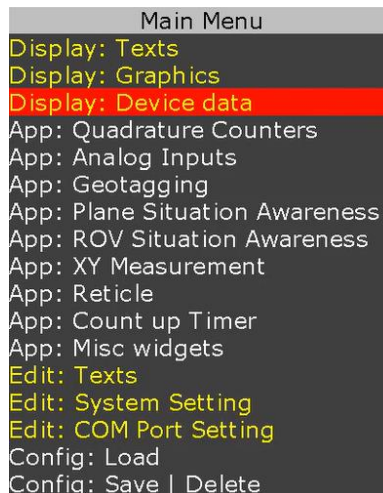 Main Menu
Display: Texts
Display: Graphics
Display: Device data
App: Quadrature Counters
App: Analog Inputs
App: Geotagging
App: Plane Situation Awareness
App: ROV Situation Awareness
App: XY Measurement
App: Reticle
App: Count up Timer
App: Misc widgets
Edit: Texts
Edit: System Setting
Edit: COM Port Setting
Config: Load
Config: Save | Delete